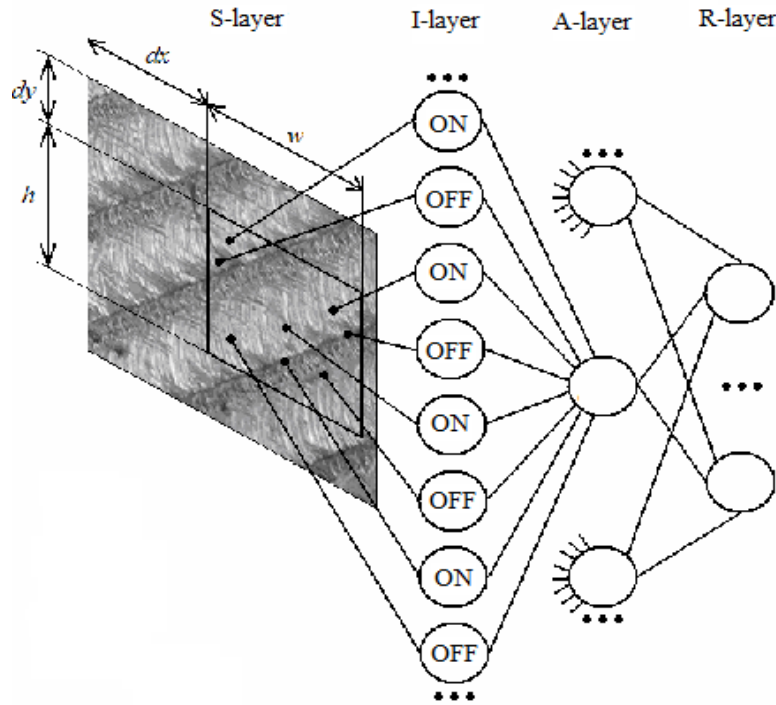 S-layer
I-layer
A-layer
R-layer
dx
dy
w
h
ON
OFF
ON
OFF
ON
OFF
ON
OFF